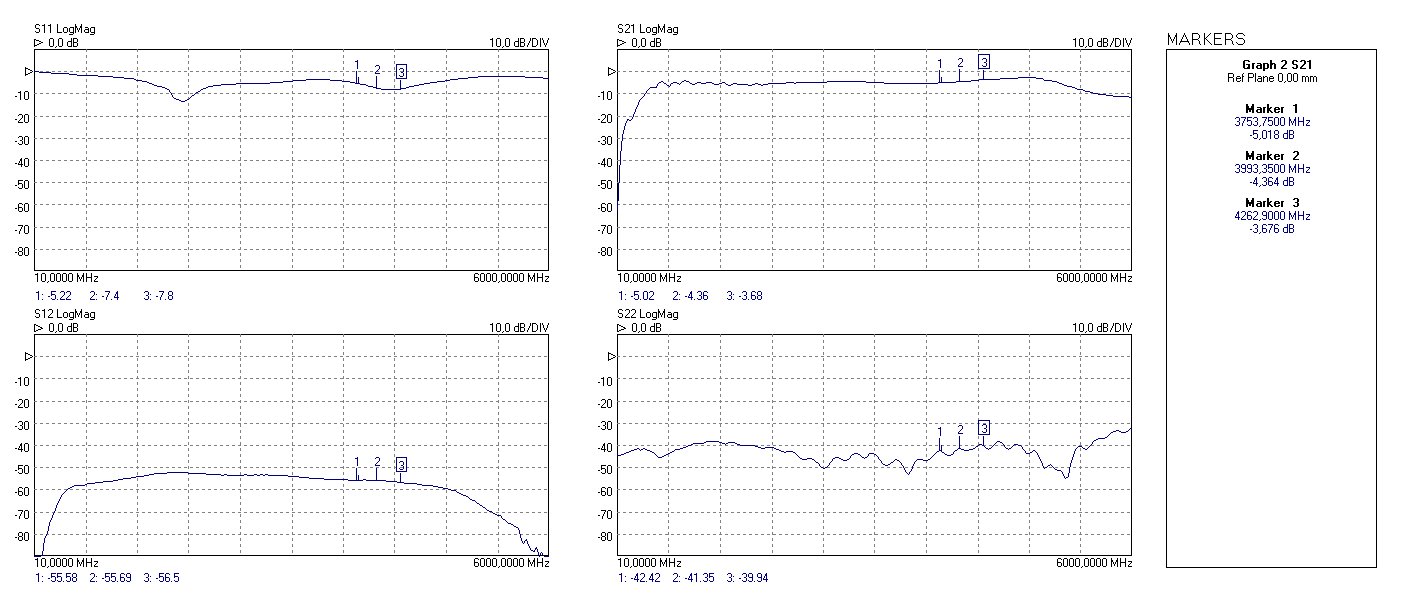 S11 LogMag
▷ 0,0 dB 10,0 dB/DIV
-10
-20
-30
-40
-50
-60
-70
-80
1
2
3
10,0000 MHz 6000,0000 MHz
1: -5.22 2: -7.4 3: -7.8
S21 LogMag
▷ 0,0 dB 10,0 dB/DIV
-10
-20
-30
-40
-50
-60
-70
-80
1
2
3
10,0000 MHz 6000,0000 MHz
1: -5.02 2: -4.36 3: -3.68
S12 LogMag
▷ 0,0 dB 10,0 dB/DIV
-10
-20
-30
-40
-50
-60
-70
-80
1
2
3
10,0000 MHz 6000,0000 MHz
1: -55.58 2: -55.69 3: -56.5
S22 LogMag
▷ 0,0 dB 10,0 dB/DIV
-10
-20
-30
-40
-50
-60
-70
-80
1
2
3
10,0000 MHz 6000,0000 MHz
1: -42.42 2: -41.35 3: -39.94
MARKERS
Graph 2 S21
Ref Plane 0,00 mm
Marker 1
3753,7500 MHz
-5,018 dB
Marker 2
3993,3500 MHz
-4,364 dB
Marker 3
4262,9000 MHz
-3,676 dB